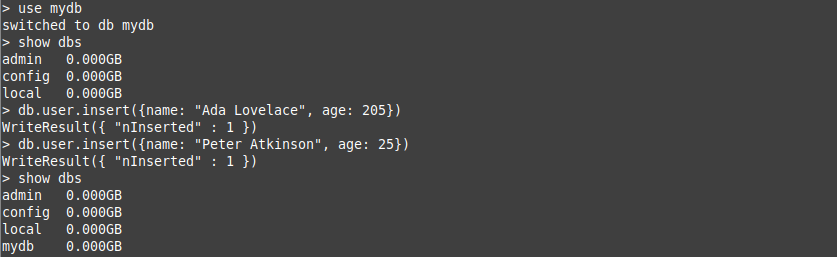 > use mydb
switched to db mydb
> show dbs
admin   0.000GB
config  0.000GB
local   0.000GB
> db.user.insert({name: "Ada Lovelace", age: 205})
WriteResult({ "nInserted" : 1 })
> db.user.insert({name: "Peter Atkinson", age: 25})
WriteResult({ "nInserted" : 1 })
> show dbs
admin   0.000GB
config  0.000GB
local   0.000GB
mydb    0.000GB